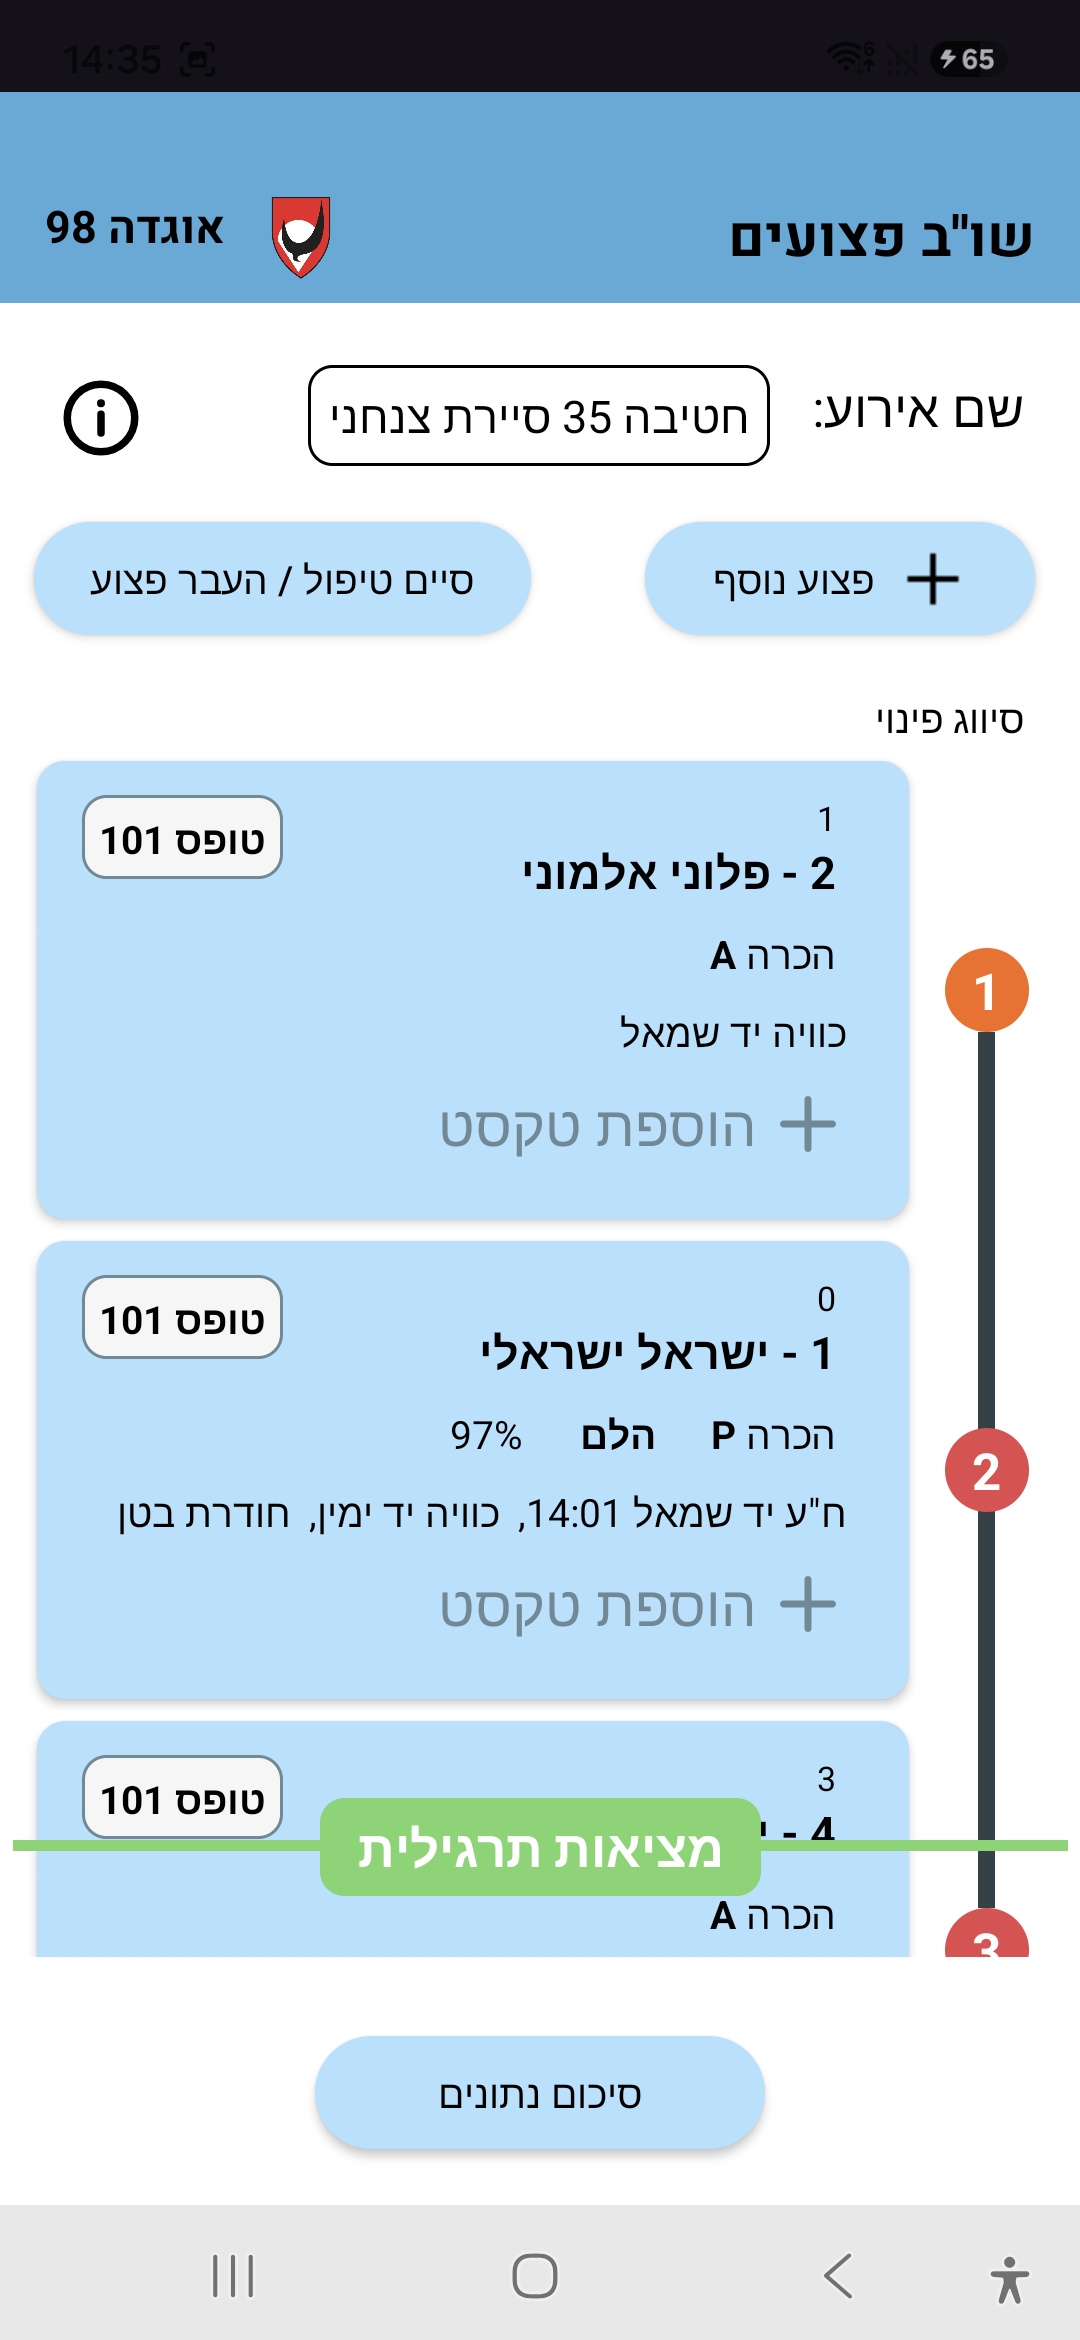 14:35
6 65
שו"ב פצועים
אוגדה 98
שם אירוע:
חטיבה 35 סיירת צנחני
פצוע נוסף
סיים טיפול / העבר פצוע
סיווג פינוי
1
טופס 101
2 - פלוני אלמוני
הכרה A
1
כוויה יד שמאל
הוספת טקסט
0
טופס 101
1 - ישראל ישראלי
הכרה P הלם 97%
2
ח"ע יד שמאל 14:01, כוויה יד ימין, חודרת בטן
הוספת טקסט
3
טופס 101
4 -
מציאות תרגילית
הכרה A
3
סיכום נתונים